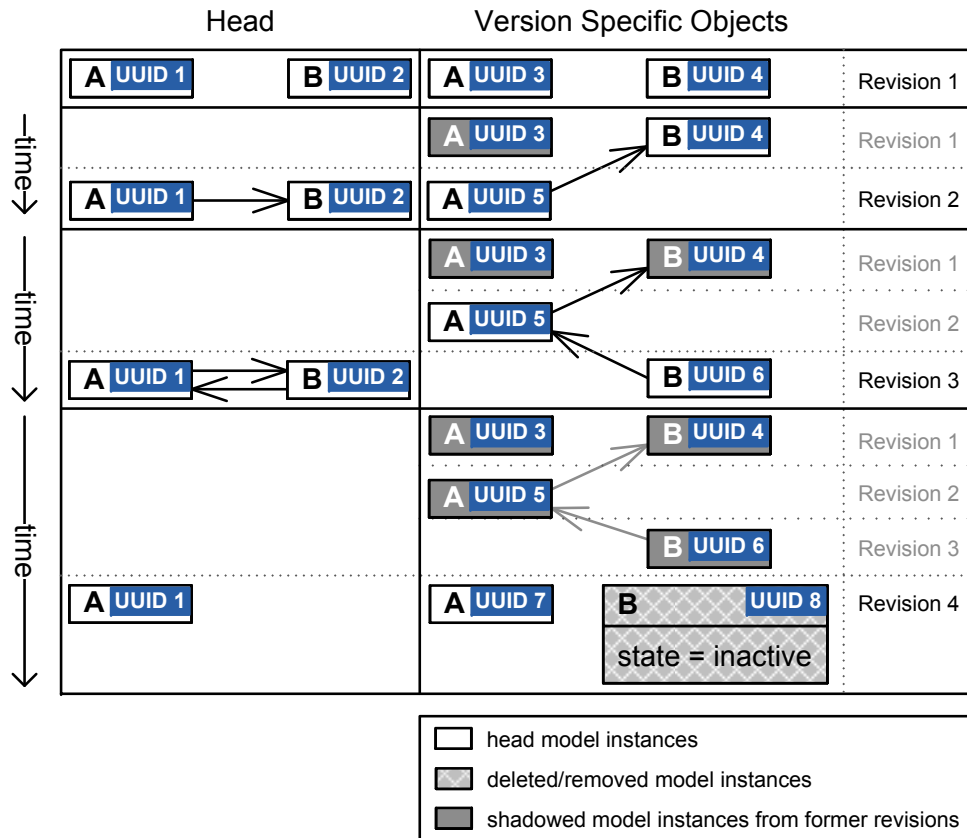 Head Version Specific Objects
A UUID 1 B UUID 2 A UUID 3 B UUID 4 Revision 1
time
A UUID 3 B UUID 4 Revision 1
A UUID 1 B UUID 2 A UUID 5 Revision 2
time
A UUID 3 B UUID 4 Revision 1
A UUID 5 Revision 2
A UUID 1 B UUID 2 B UUID 6 Revision 3
time
A UUID 3 B UUID 4 Revision 1
A UUID 5 Revision 2
B UUID 6 Revision 3
A UUID 1 A UUID 7 B UUID 8 Revision 4
state = inactive
head model instances
deleted/removed model instances
shadowed model instances from former revisions